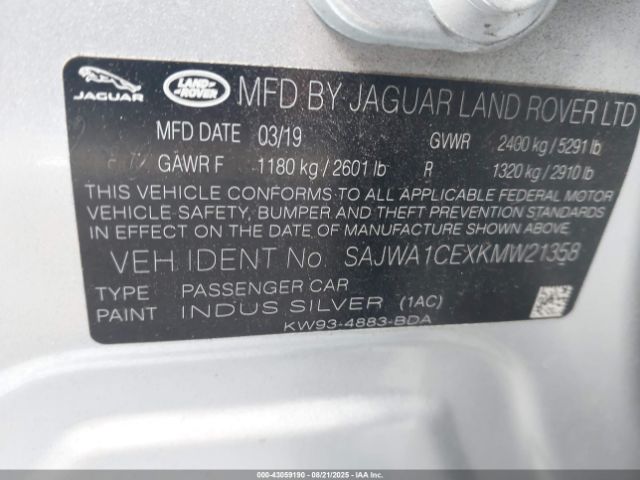 JAGUAR LAND ROVER MFD BY JAGUAR LAND ROVER LTD
MFD DATE 03/19 GVWR 2400 kg / 5291 lb
GAWR F 1180 kg / 2601 lb R 1320 kg / 2910 lb
THIS VEHICLE CONFORMS TO ALL APPLICABLE FEDERAL MOTOR
VEHICLE SAFETY, BUMPER AND THEFT PREVENTION STANDARDS
IN EFFECT ON THE DATE OF MANUFACTURE SHOWN ABOVE
VEH IDENT No SAJWA1CEXKMW21358
TYPE PASSENGER CAR
PAINT INDUS SILVER (1AC)
KW93-4883-BDA
000-43059190 - 08/21/2025 - IAAI.COM